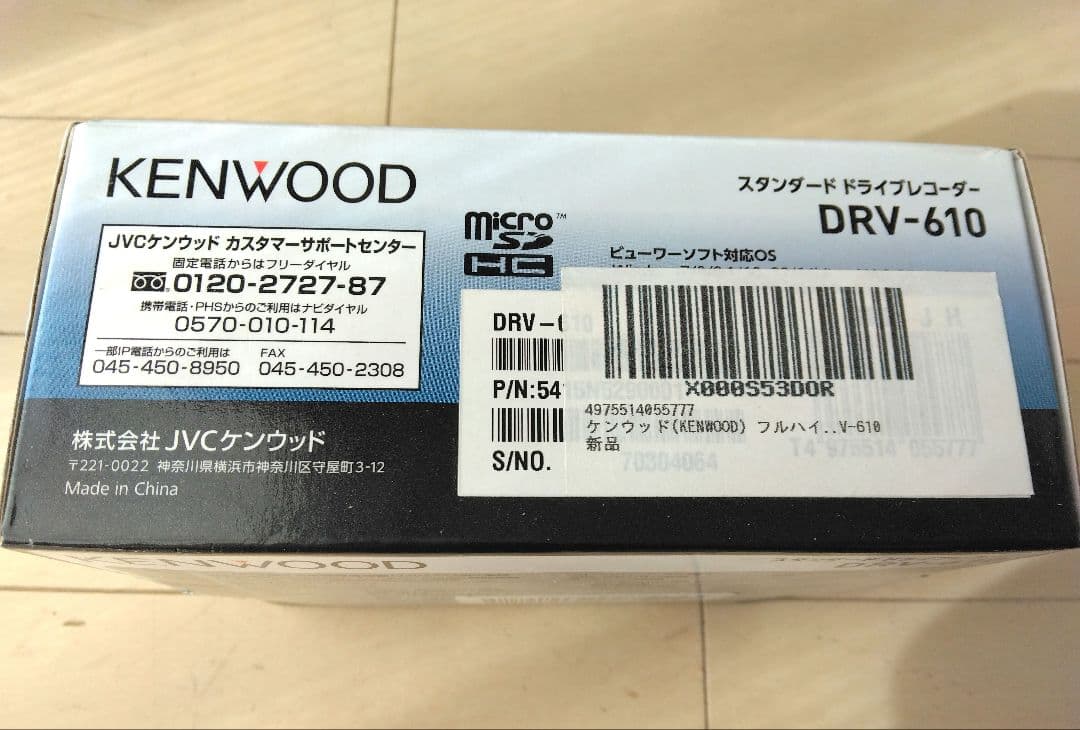 KENWOOD
スタンダード ドライブレコーダー
DRV-610
microSD HC
™
JVCケンウッド カスタマーサポートセンター
固定電話からはフリーダイヤル
0120-2727-87
携帯電話・PHSからのご利用はナビダイヤル
0570-010-114
一部IP電話からのご利用は FAX
045-450-8950 045-450-2308
ビューワーソフト対応OS
DRV-610
P/N:54
S/NO.
70304064
T4 975514 055777
X000S53DOR
4975514055777
ケンウッド(KENWOOD) フルハイ..V-610
新品
株式会社 JVCケンウッド
〒221-0022 神奈川県横浜市神奈川区守屋町3-12
Made in China
KENWOOD